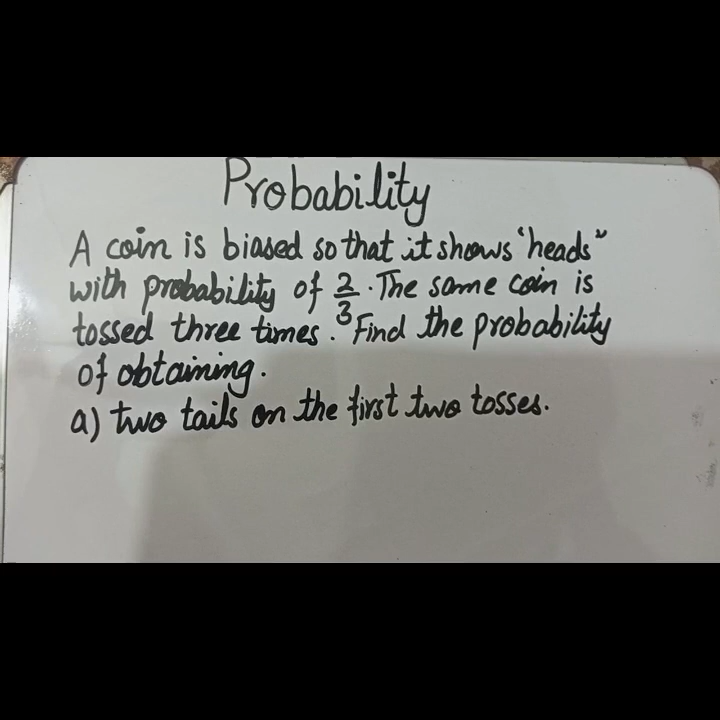 Probability
A coin is biased so that it shows "heads"
with probability of 2/3. The same coin is
tossed three times. Find the probability
of obtaining.
a) two tails on the first two tosses.